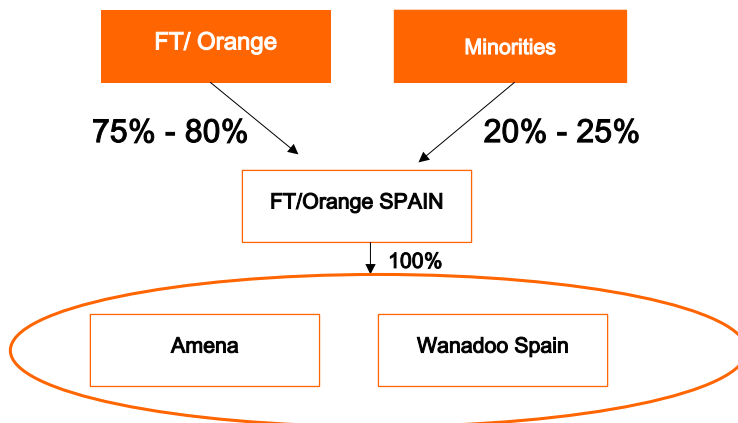 FT/ Orange
Minorities
75% - 80%
20% - 25%
FT/Orange SPAIN
100%
Amena
Wanadoo Spain